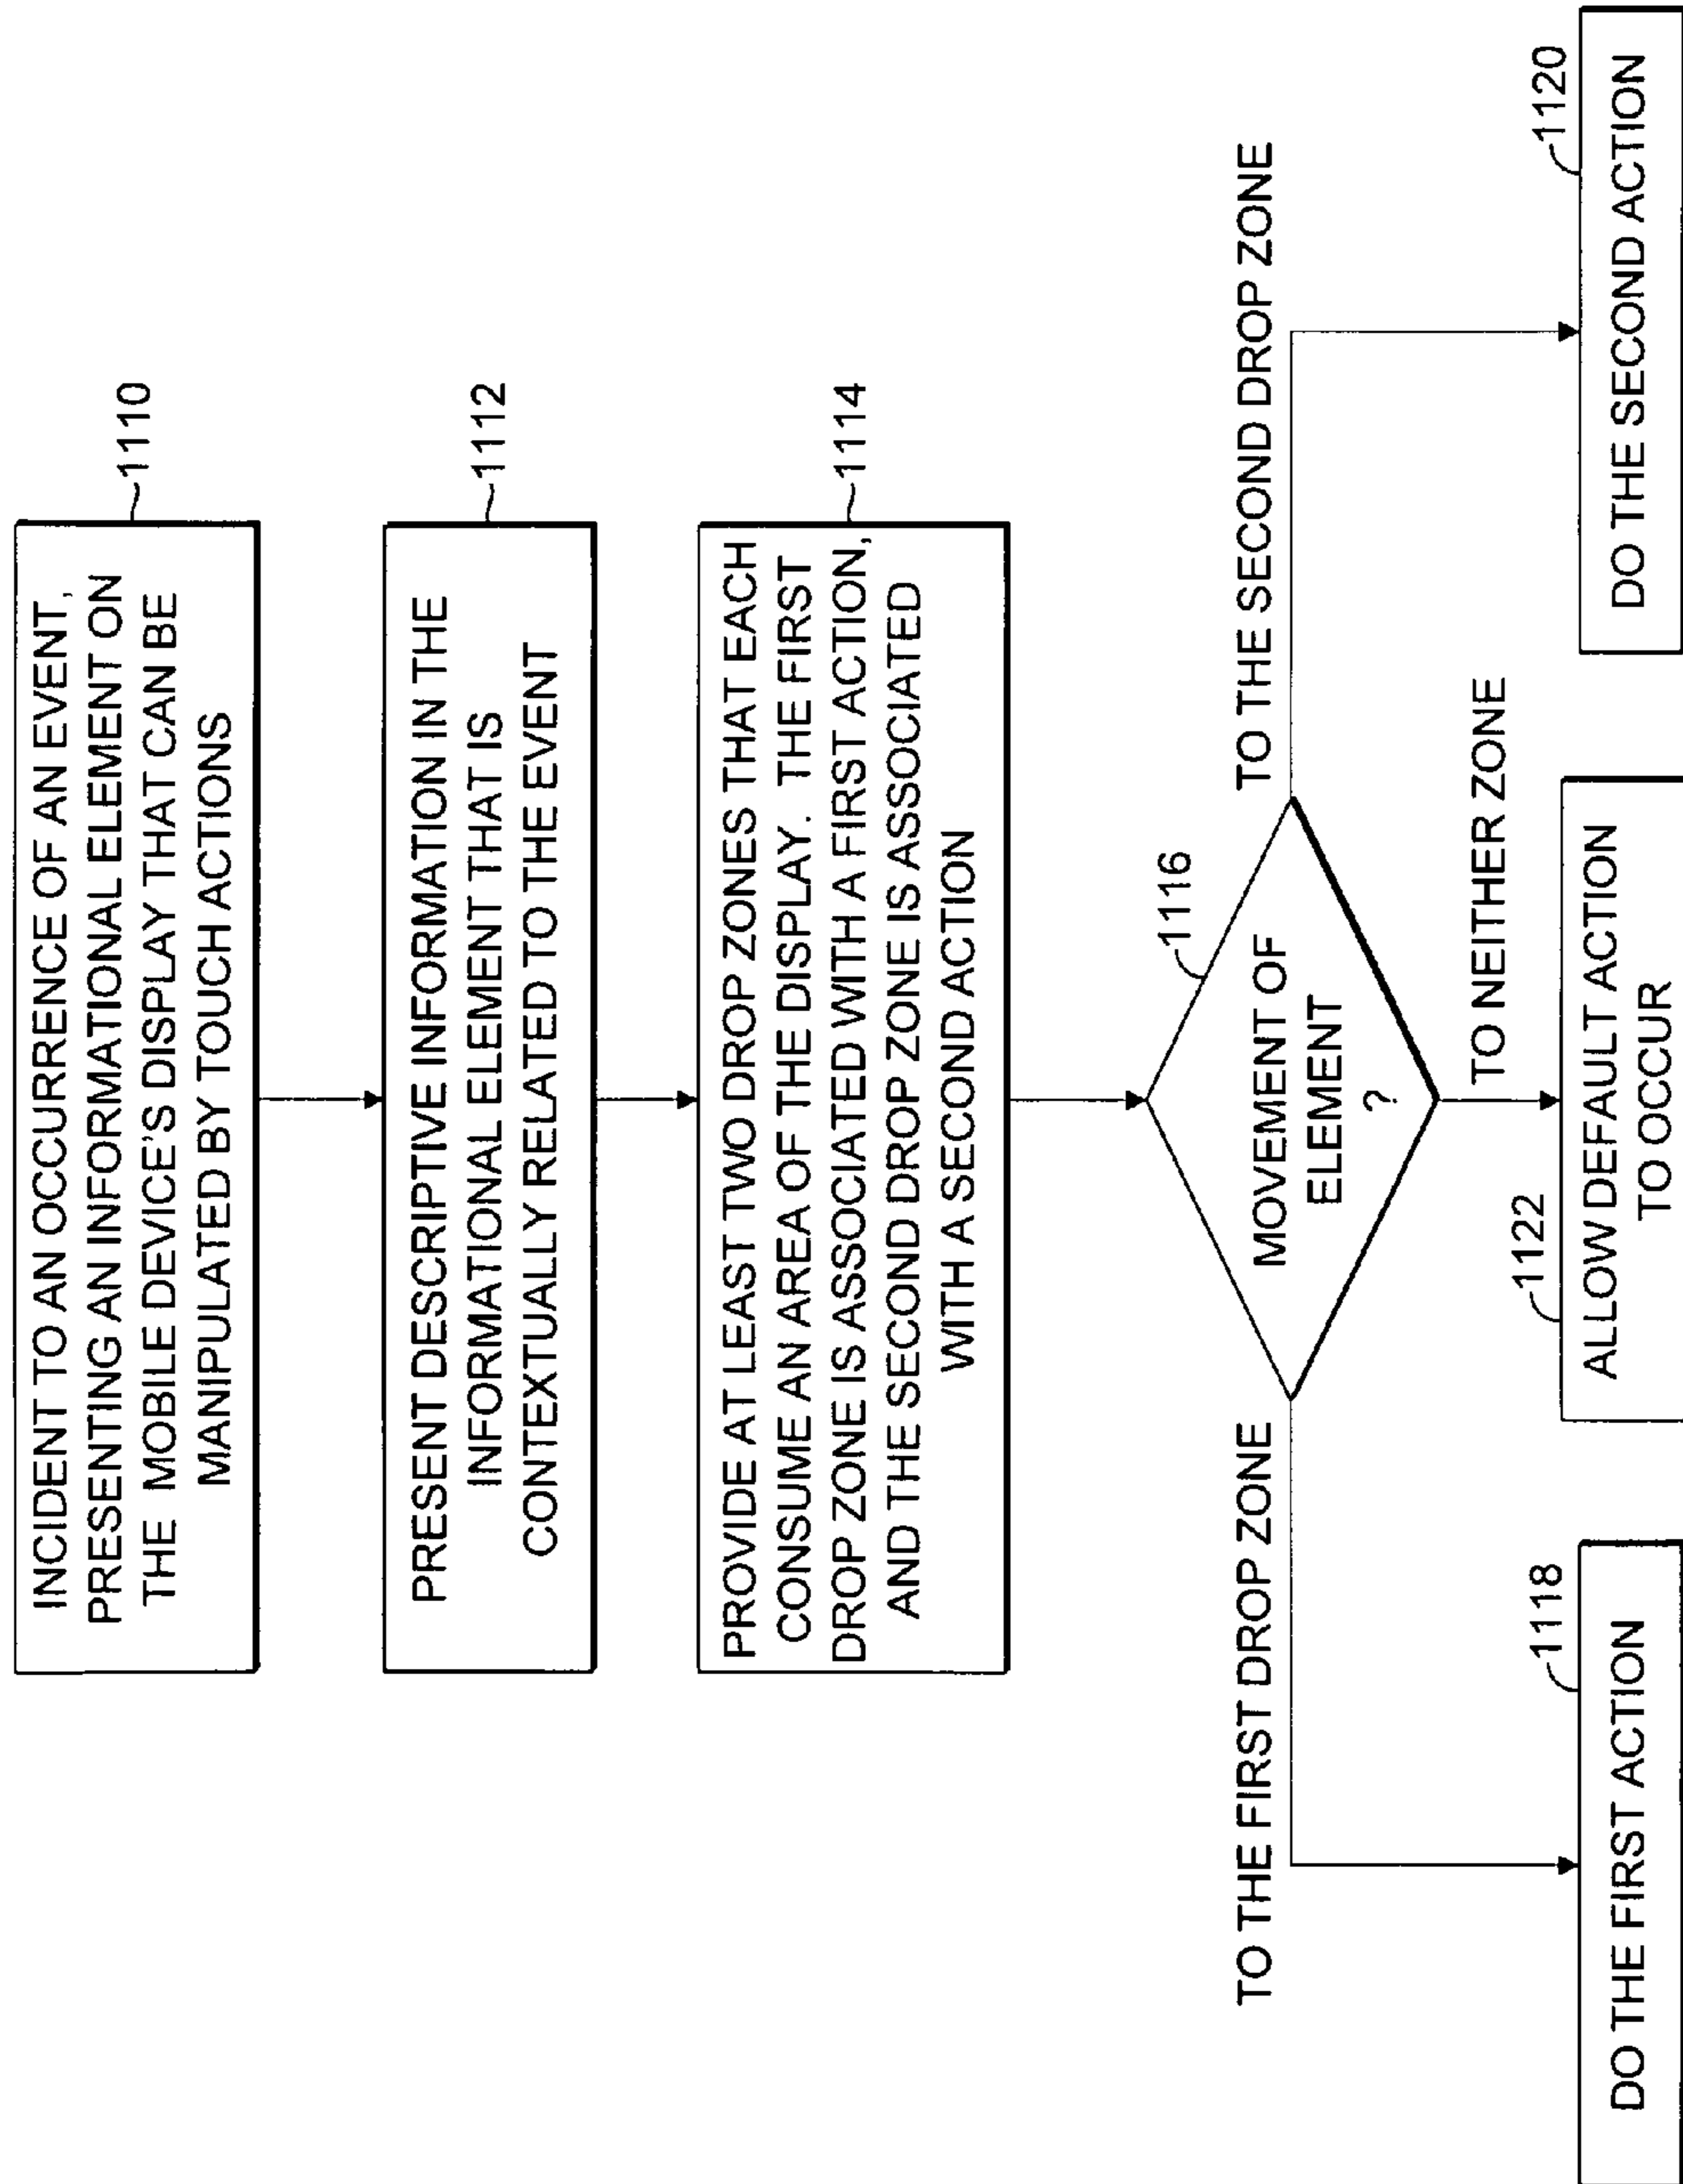 INCIDENT TO AN OCCURRENCE OF AN EVENT,
PRESENTING AN INFORMATIONAL ELEMENT ON
THE MOBILE DEVICE'S DISPLAY THAT CAN BE
MANIPULATED BY TOUCH ACTIONS
1110
PRESENT DESCRIPTIVE INFORMATION IN THE
INFORMATIONAL ELEMENT THAT IS
CONTEXTUALLY RELATED TO THE EVENT
1112
PROVIDE AT LEAST TWO DROP ZONES THAT EACH
CONSUME AN AREA OF THE DISPLAY. THE FIRST
DROP ZONE IS ASSOCIATED WITH A FIRST ACTION,
AND THE SECOND DROP ZONE IS ASSOCIATED
WITH A SECOND ACTION
1114
1116
MOVEMENT OF
ELEMENT
?
TO THE FIRST DROP ZONE
TO THE SECOND DROP ZONE
TO NEITHER ZONE
1118
DO THE FIRST ACTION
1122
ALLOW DEFAULT ACTION
TO OCCUR
1120
DO THE SECOND ACTION